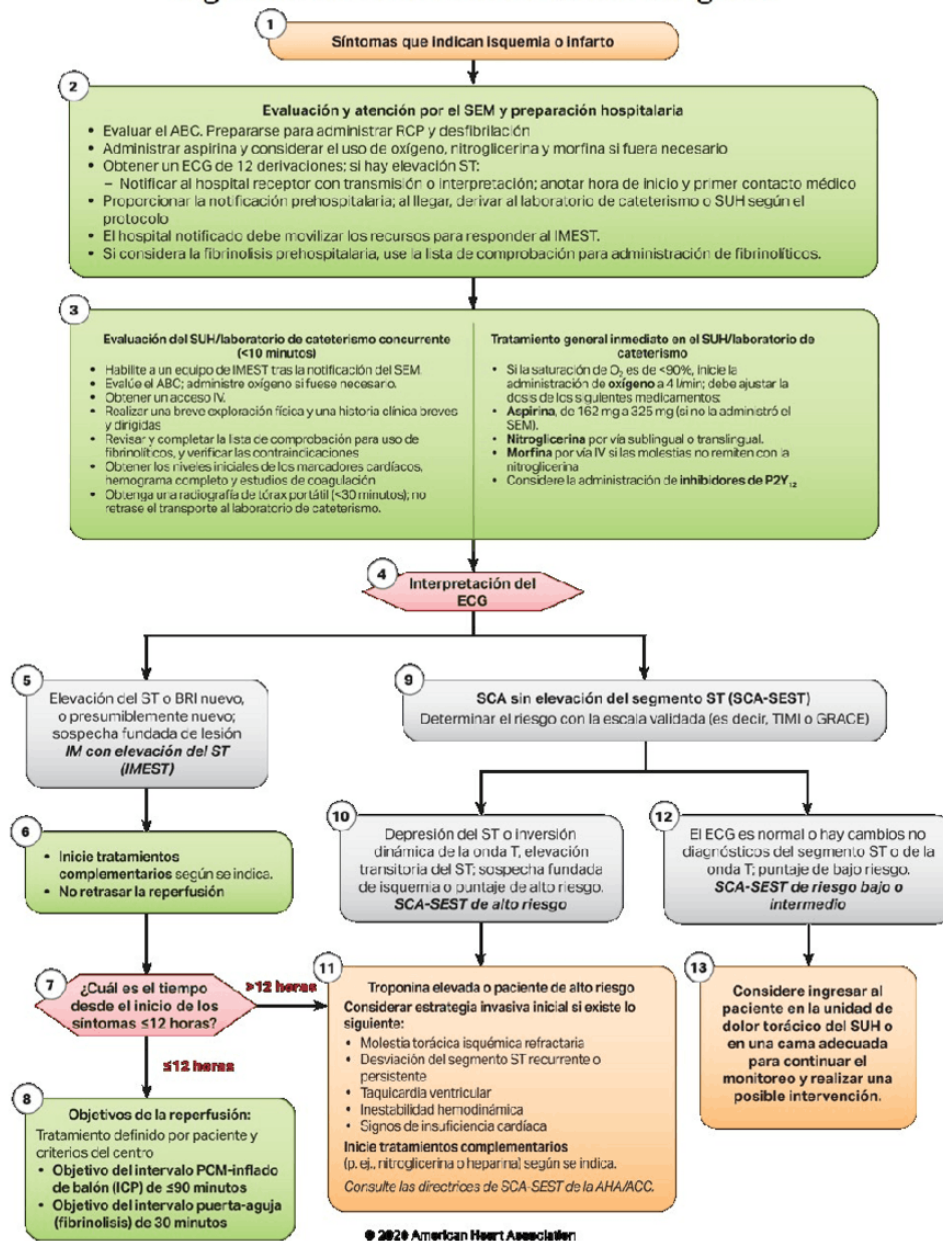 1
Síntomas que indican isquemia o infarto
2
Evaluación y atención por el SEM y preparación hospitalaria
• Evaluar el ABC. Prepararse para administrar RCP y desfibrilación
• Administrar aspirina y considerar el uso de oxígeno, nitroglicerina y morfina si fuera necesario
• Obtener un ECG de 12 derivaciones; si hay elevación ST:
– Notificar al hospital receptor con transmisión o interpretación; anotar hora de inicio y primer contacto médico
• Proporcionar la notificación prehospitalaria; al llegar, derivar al laboratorio de cateterismo o SUH según el
protocolo
• El hospital notificado debe movilizar los recursos para responder al IMEST.
• Si considera la fibrinolisis prehospitalaria, use la lista de comprobación para administración de fibrinolíticos.
3
Evaluación del SUH/laboratorio de cateterismo concurrente
(<10 minutos)
• Habilite a un equipo de IMEST tras la notificación del SEM.
• Evalúe el ABC; administre oxígeno si fuese necesario.
• Obtener un acceso IV.
• Realizar una breve exploración física y una historia clínica breves
y dirigidas
• Revisar y completar la lista de comprobación para uso de
fibrinolíticos, y verificar las contraindicaciones
• Obtener los niveles iniciales de los marcadores cardíacos,
hemograma completo y estudios de coagulación
• Obtenga una radiografía de tórax portátil (<30 minutos); no
retrase el transporte al laboratorio de cateterismo.
Tratamiento general inmediato en el SUH/laboratorio de
cateterismo
• Si la saturación de O₂ es de <90%, inicie la
administración de oxígeno a 4 l/min; debe ajustar la
dosis de los siguientes medicamentos:
• Aspirina, de 162 mg a 325 mg (si no la administró el
SEM).
• Nitroglicerina por vía sublingual o translingual.
• Morfina por vía IV si las molestias no remiten con la
nitroglicerina
• Considere la administración de inhibidores de P2Y₁₂
4
Interpretación del
ECG
5
Elevación del ST o BRI nuevo,
o presumiblemente nuevo;
sospecha fundada de lesión
IM con elevación del ST
(IMEST)
9
SCA sin elevación del segmento ST (SCA-SEST)
Determinar el riesgo con la escala validada (es decir, TIMI o GRACE)
6
• Inicie tratamientos
complementarios según se indica.
• No retrasar la reperfusión
10
Depresión del ST o inversión
dinámica de la onda T, elevación
transitoria del ST; sospecha fundada
de isquemia o puntaje de alto riesgo.
SCA-SEST de alto riesgo
12
El ECG es normal o hay cambios no
diagnósticos del segmento ST o de la
onda T; puntaje de bajo riesgo.
SCA-SEST de riesgo bajo o
intermedio
7
¿Cuál es el tiempo
desde el inicio de los
síntomas ≤12 horas?
>12 horas
≤12 horas
11
Troponina elevada o paciente de alto riesgo
Considerar estrategia invasiva inicial si existe lo
siguiente:
• Molestia torácica isquémica refractaria
• Desviación del segmento ST recurrente o
persistente
• Taquicardia ventricular
• Inestabilidad hemodinámica
• Signos de insuficiencia cardíaca
Inicie tratamientos complementarios
(p. ej., nitroglicerina o heparina) según se indica.
Consulte las directrices de SCA-SEST de la AHA/ACC.
13
Considere ingresar al
paciente en la unidad de
dolor torácico del SUH o
en una cama adecuada
para continuar el
monitoreo y realizar una
posible intervención.
8
Objetivos de la reperfusión:
Tratamiento definido por paciente y
criterios del centro
• Objetivo del intervalo PCM-inflado
de balón (ICP) de ≤90 minutos
• Objetivo del intervalo puerta-aguja
(fibrinolisis) de 30 minutos
© 2020 American Heart Association